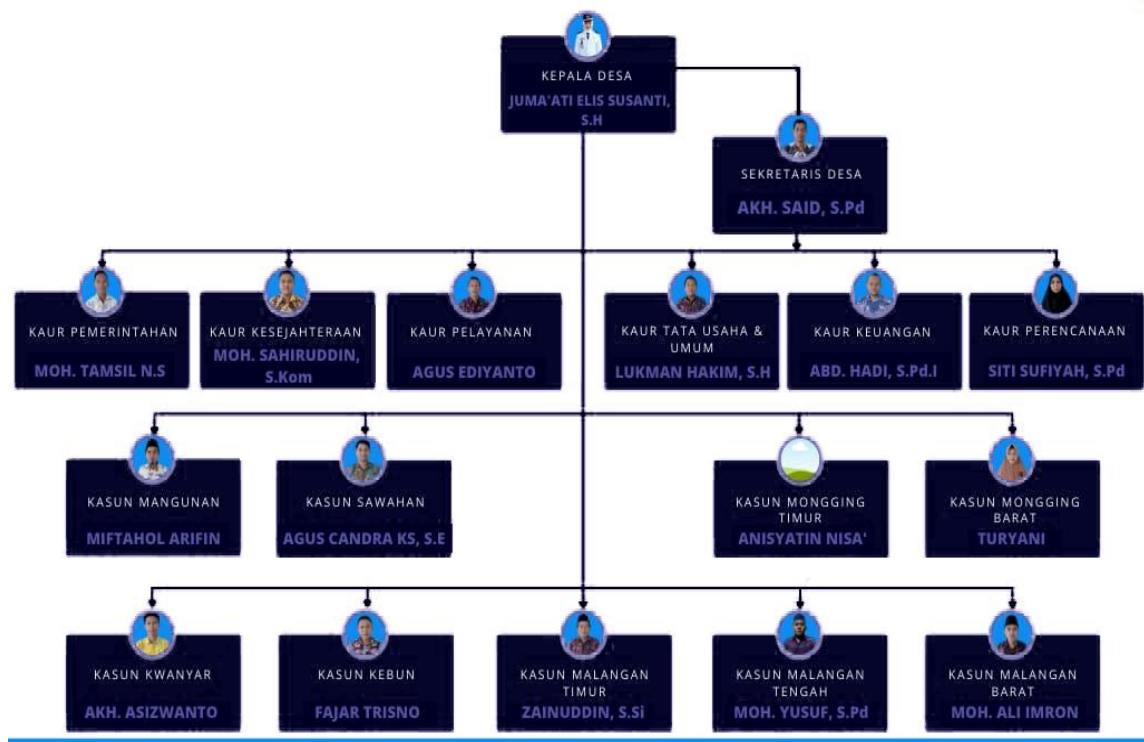 KEPALA DESA
JUMA'ATI ELIS SUSANTI,
S.H
SEKRETARIS DESA
AKH. SAID, S.Pd
KAUR PEMERINTAHAN
MOH. TAMSIL N.S
KAUR KESEJAHTERAAN
MOH. SAHIRUDDIN,
S.Kom
KAUR PELAYANAN
AGUS EDIYANTO
KAUR TATA USAHA &
UMUM
LUKMAN HAKIM, S.H
KAUR KEUANGAN
ABD. HADI, S.Pd.I
KAUR PERENCANAAN
SITI SUFIYAH, S.Pd
KASUN MANGUNAN
MIFTAHOL ARIFIN
KASUN SAWAHAN
AGUS CANDRA KS, S.E
KASUN MONGGING
TIMUR
ANISYATIN NISA'
KASUN MONGGING
BARAT
TURYANI
KASUN KWANYAR
AKH. ASIZWANTO
KASUN KEBUN
FAJAR TRISNO
KASUN MALANGAN
TIMUR
ZAINUDDIN, S.Si
KASUN MALANGAN
TENGAH
MOH. YUSUF, S.Pd
KASUN MALANGAN
BARAT
MOH. ALI IMRON